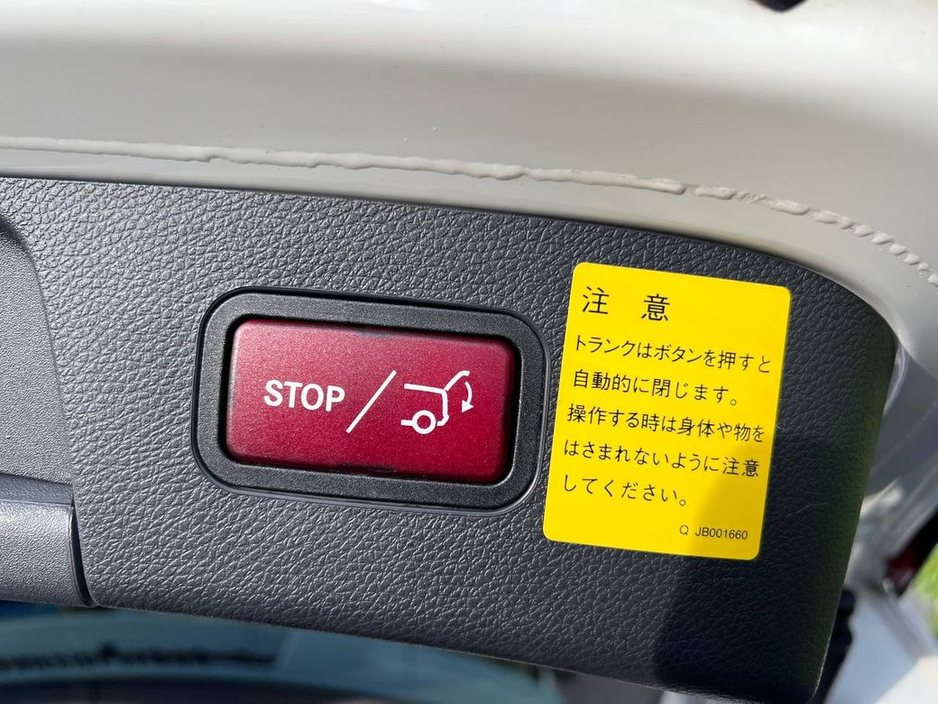 STOP
注 意
トランクはボタンを押すと
自動的に閉じます。
操作する時は身体や物を
はさまれないように注意
してください。
Q JB001660